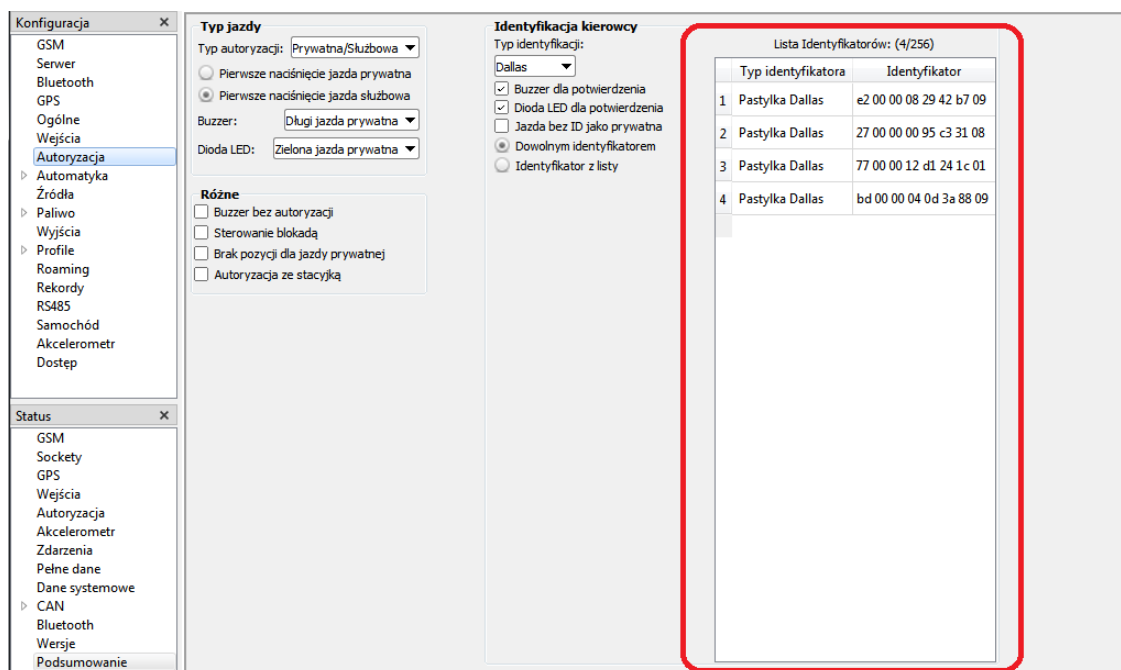 Konfiguracja
GSM
Serwer
Bluetooth
GPS
Ogólne
Wejścia
Autoryzacja
Automatyka
Źródła
Paliwo
Wyjścia
Profile
Roaming
Rekordy
RS485
Samochód
Akcelerometr
Dostęp
Status
GSM
Sockety
GPS
Wejścia
Autoryzacja
Akcelerometr
Zdarzenia
Pełne dane
Dane systemowe
CAN
Bluetooth
Wersje
Podsumowanie
Typ jazdy
Typ autoryzacji: Prywatna/Służbowa
Pierwsze naciśnięcie jazda prywatna
Pierwsze naciśnięcie jazda służbowa
Buzzer: Długi jazda prywatna
Dioda LED: Zielona jazda prywatna
Różne
Buzzer bez autoryzacji
Sterowanie blokadą
Brak pozycji dla jazdy prywatnej
Autoryzacja ze stacyjką
Identyfikacja kierowcy
Typ identyfikacji:
Dallas
Buzzer dla potwierdzenia
Dioda LED dla potwierdzenia
Jazda bez ID jako prywatna
Dowolnym identyfikatorem
Identyfikator z listy
Lista Identyfikatorów: (4/256)
Typ identyfikatora Identyfikator
1 Pastylka Dallas e2 00 00 08 29 42 b7 09
2 Pastylka Dallas 27 00 00 00 95 c3 31 08
3 Pastylka Dallas 77 00 00 12 d1 24 1c 01
4 Pastylka Dallas bd 00 00 04 0d 3a 88 09